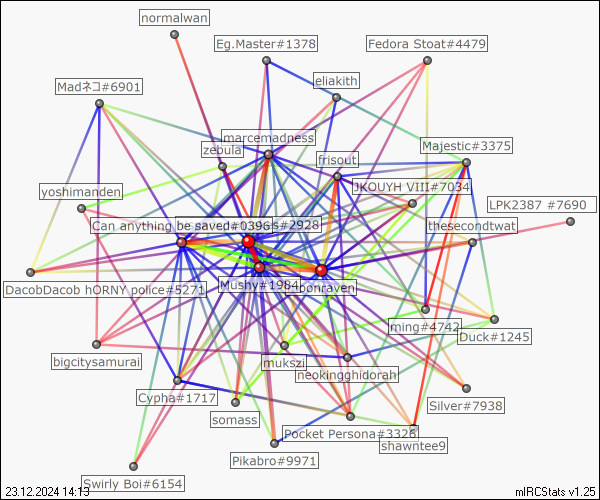 normalwan
Eg.Master#1378
Fedora Stoat#4479
eliakith
Madネコ#6901
marcemadness
Majestic#3375
zebula
frisout
JKOUYH VIII#7034
yoshimanden
LPK2387 #7690
Can anything be saved#0396
s#2928
thesecondtwat
DacobDacob hORNY police#5271
Mushy#1984
bonraven
ming#4742
Duck#1245
bigcitysamurai
mukszi
neokingghidorah
Cypha#1717
Silver#7938
somass
Pocket Persona#3326
shawntee9
Pikabro#9971
Swirly Boi#6154
23.12.2024 14:13
mIRCStats v1.25